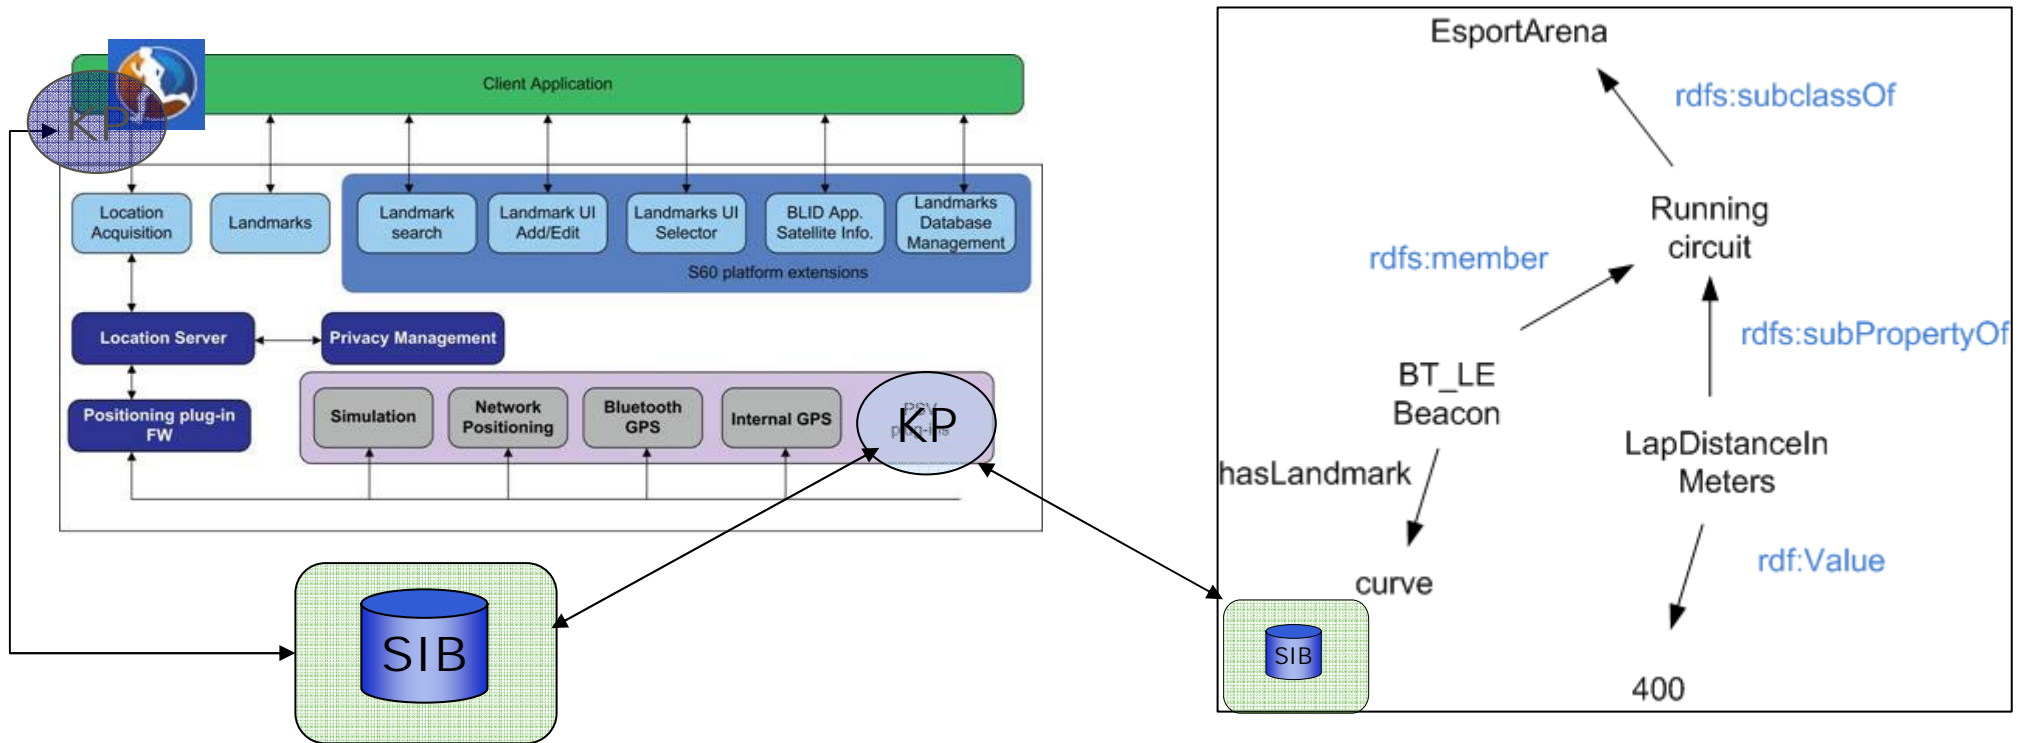 Client Application
KP
Location
Acquisition
Landmarks
Landmark
search
Landmark UI
Add/Edit
Landmarks UI
Selector
BLID App.
Satellite Info.
Landmarks
Database
Management
S60 platform extensions
Location Server
Privacy Management
Positioning plug-in
FW
Simulation
Network
Positioning
Bluetooth
GPS
Internal GPS
PSY
plug-ins
KP
SIB
EsportArena
rdfs:subclassOf
Running
circuit
rdfs:member
rdfs:subPropertyOf
BT_LE
Beacon
LapDistanceIn
Meters
hasLandmark
rdf:Value
curve
SIB
400